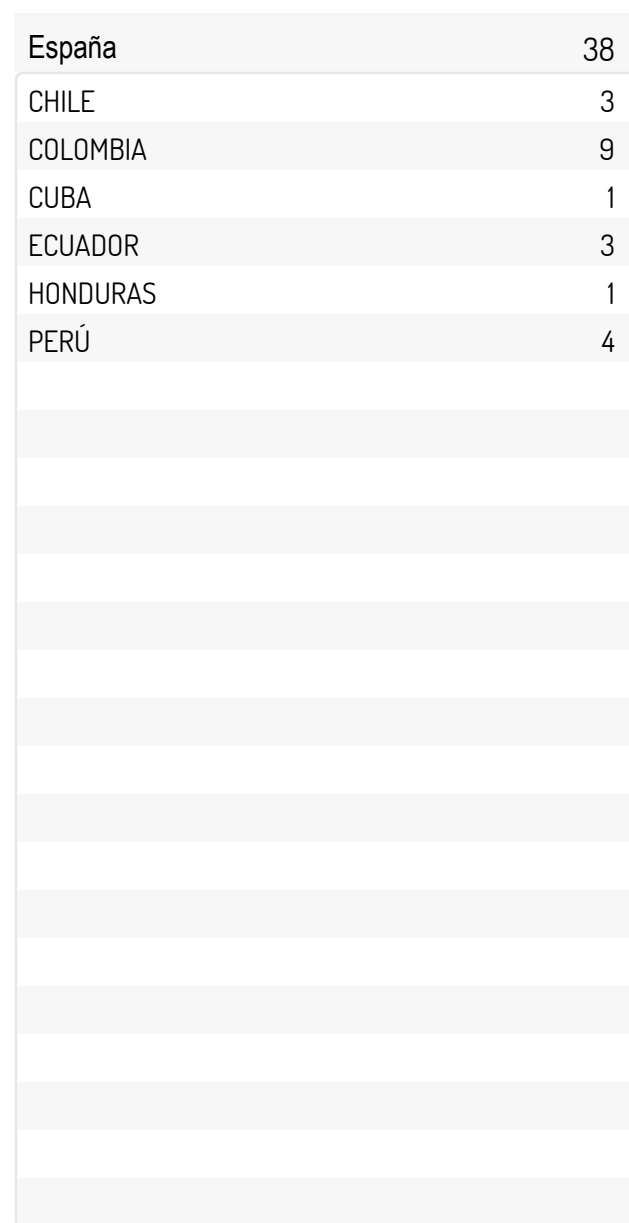 España 38
CHILE 3
COLOMBIA 9
CUBA 1
ECUADOR 3
HONDURAS 1
PERÚ 4